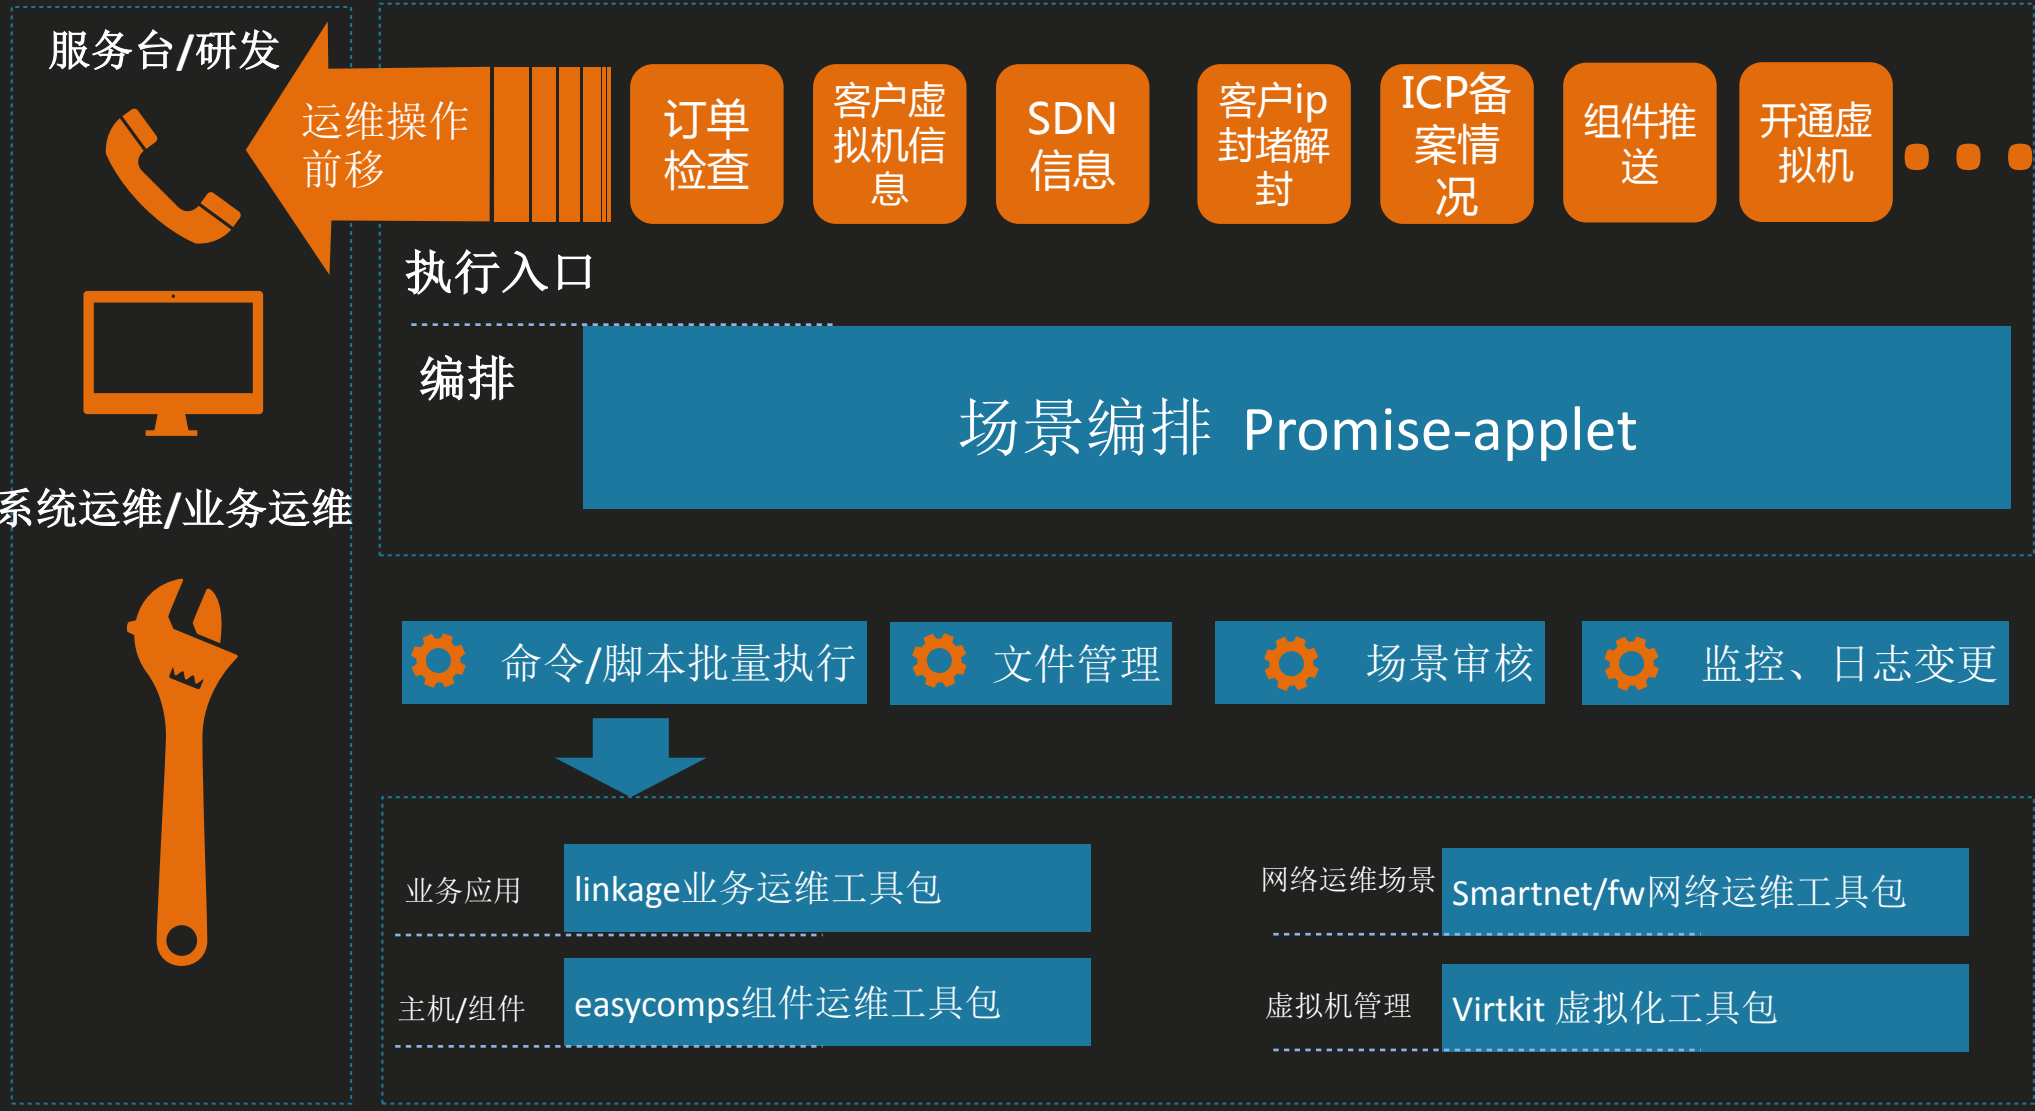 服务台/研发
运维操作
前移
订单
检查
客户虚
拟机信
息
SDN
信息
客户ip
封堵解
封
ICP备
案情
况
组件推
送
开通虚
拟机
执行入口
编排
场景编排 Promise-applet
系统运维/业务运维
命令/脚本批量执行
文件管理
场景审核
监控、日志变更
业务应用
linkage业务运维工具包
网络运维场景
Smartnet/fw网络运维工具包
主机/组件
easycomps组件运维工具包
虚拟机管理
Virtkit 虚拟化工具包